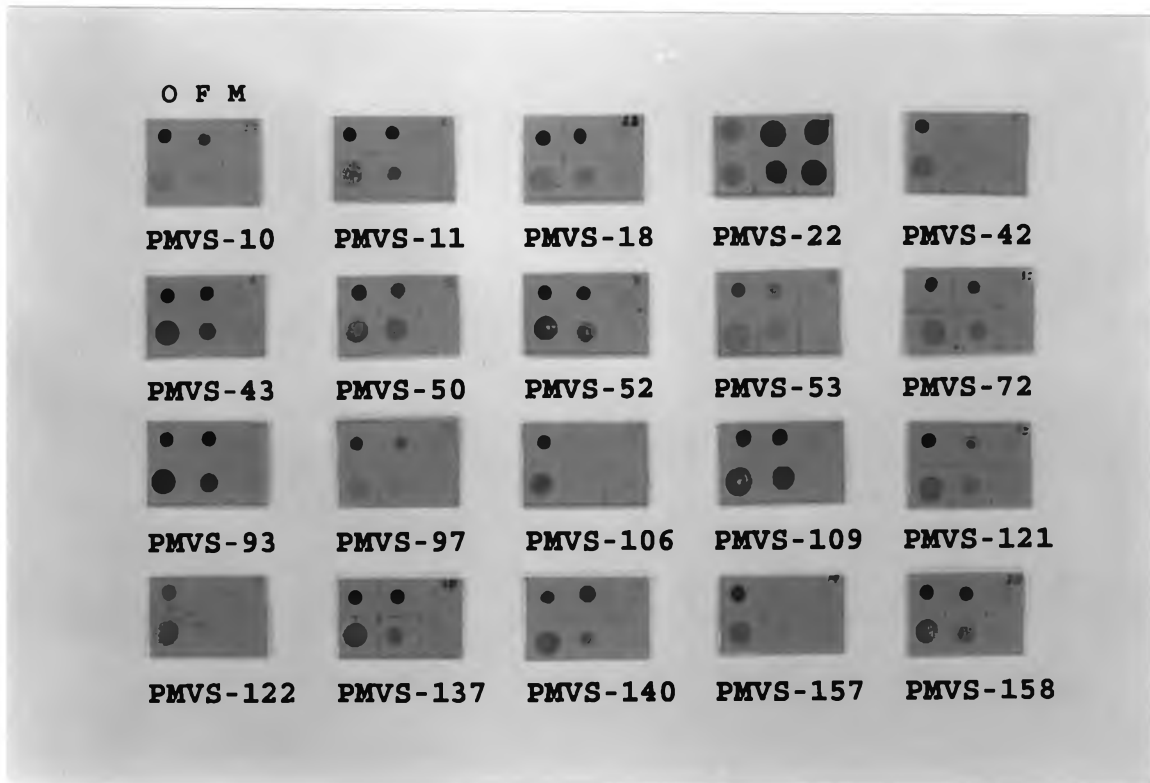 O F M
PMVS-10 PMVS-11 PMVS-18 PMVS-22 PMVS-42
PMVS-43 PMVS-50 PMVS-52 PMVS-53 PMVS-72
PMVS-93 PMVS-97 PMVS-106 PMVS-109 PMVS-121
PMVS-122 PMVS-137 PMVS-140 PMVS-157 PMVS-158